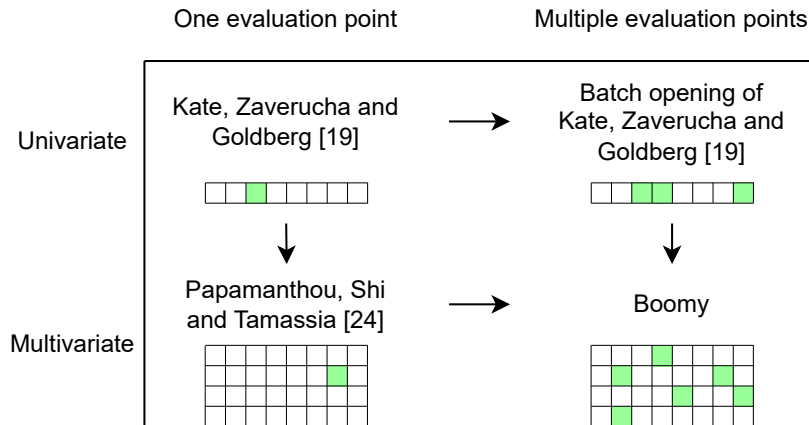 One evaluation point
Multiple evaluation points
Univariate
Kate, Zaverucha and
Goldberg [19]
Batch opening of
Kate, Zaverucha and
Goldberg [19]
Multivariate
Papamanthou, Shi
and Tamassia [24]
Boomy